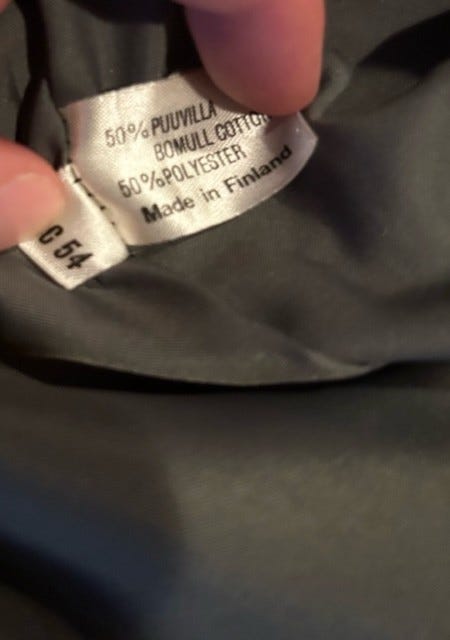 50% PUUVILLA
BOMULL COTTON
50% POLYESTER
Made in Finland
C 54